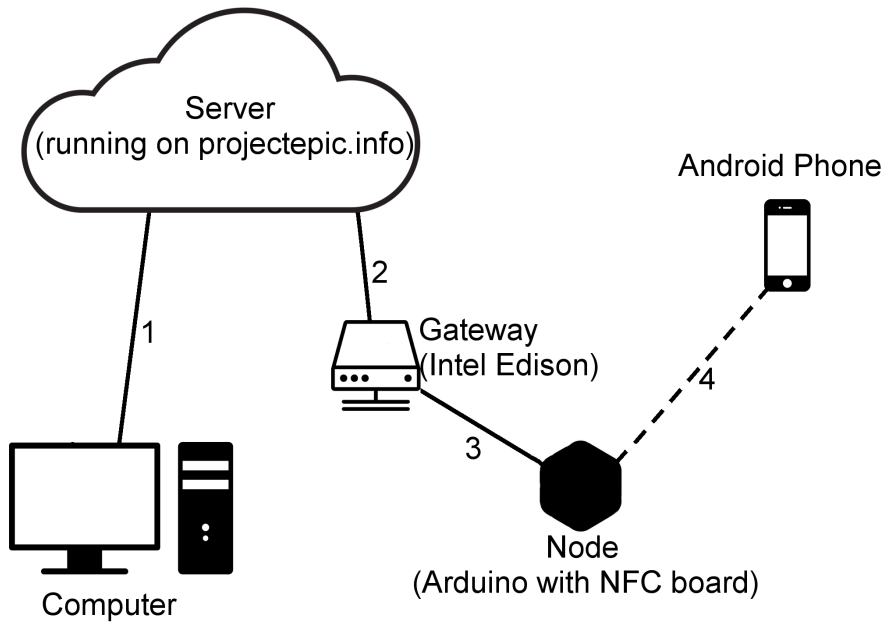 Server
(running on projectepic.info)
Android Phone
2
1
Gateway
(Intel Edison)
4
3
Node
(Arduino with NFC board)
Computer